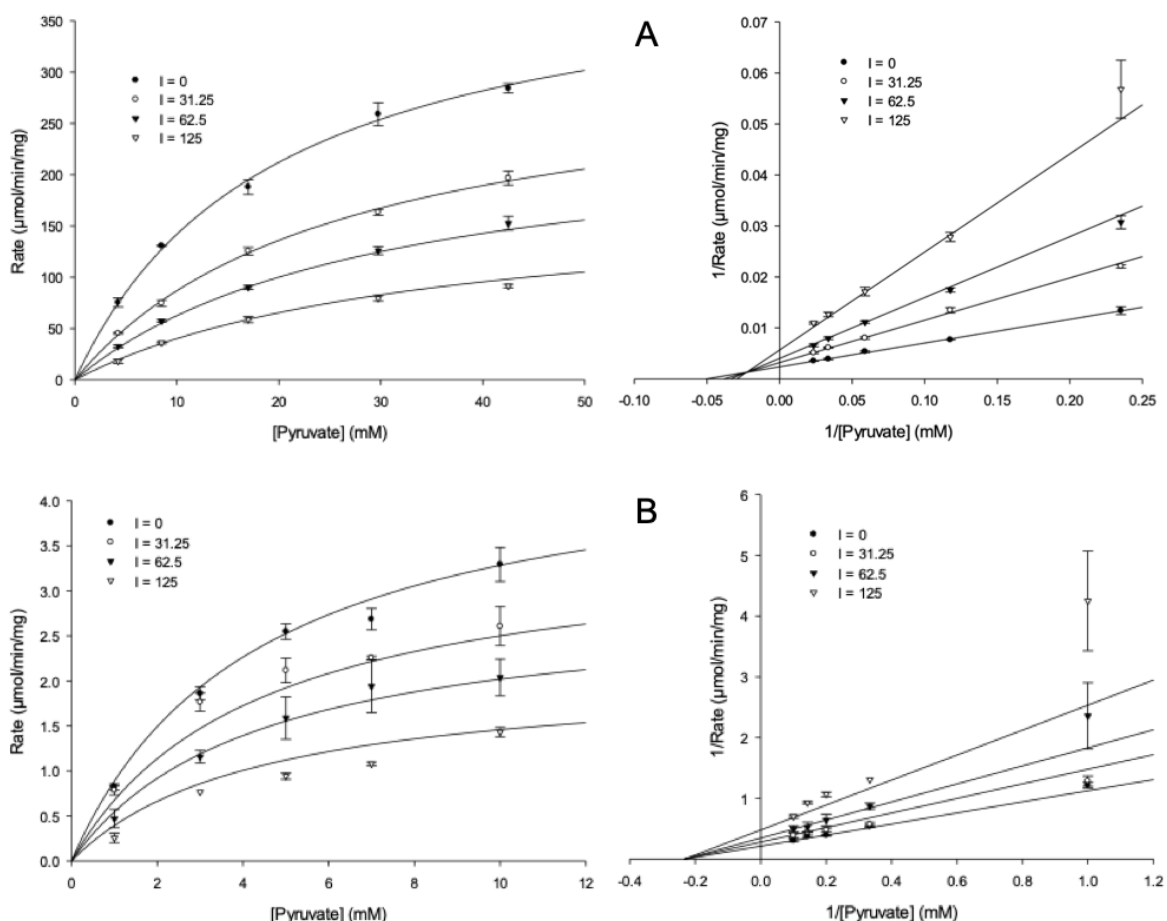 350
300
250
200
150
100
50
0
Rate (µmol/min/mg)
I = 0
I = 31.25
I = 62.5
I = 125
0 10 20 30 40 50
[Pyruvate] (mM)
A
0.07
0.06
0.05
0.04
0.03
0.02
0.01
1/Rate (µmol/min/mg)
I = 0
I = 31.25
I = 62.5
I = 125
-0.10 -0.05 0.00 0.05 0.10 0.15 0.20 0.25
1/[Pyruvate] (mM)
4.0
3.5
3.0
2.5
2.0
1.5
1.0
0.5
0.0
Rate (µmol/min/mg)
I = 0
I = 31.25
I = 62.5
I = 125
0 2 4 6 8 10 12
[Pyruvate] (mM)
B
6
5
4
3
2
1
1/Rate (µmol/min/mg)
I = 0
I = 31.25
I = 62.5
I = 125
-0.4 -0.2 0.0 0.2 0.4 0.6 0.8 1.0 1.2
1/[Pyruvate] (mM)